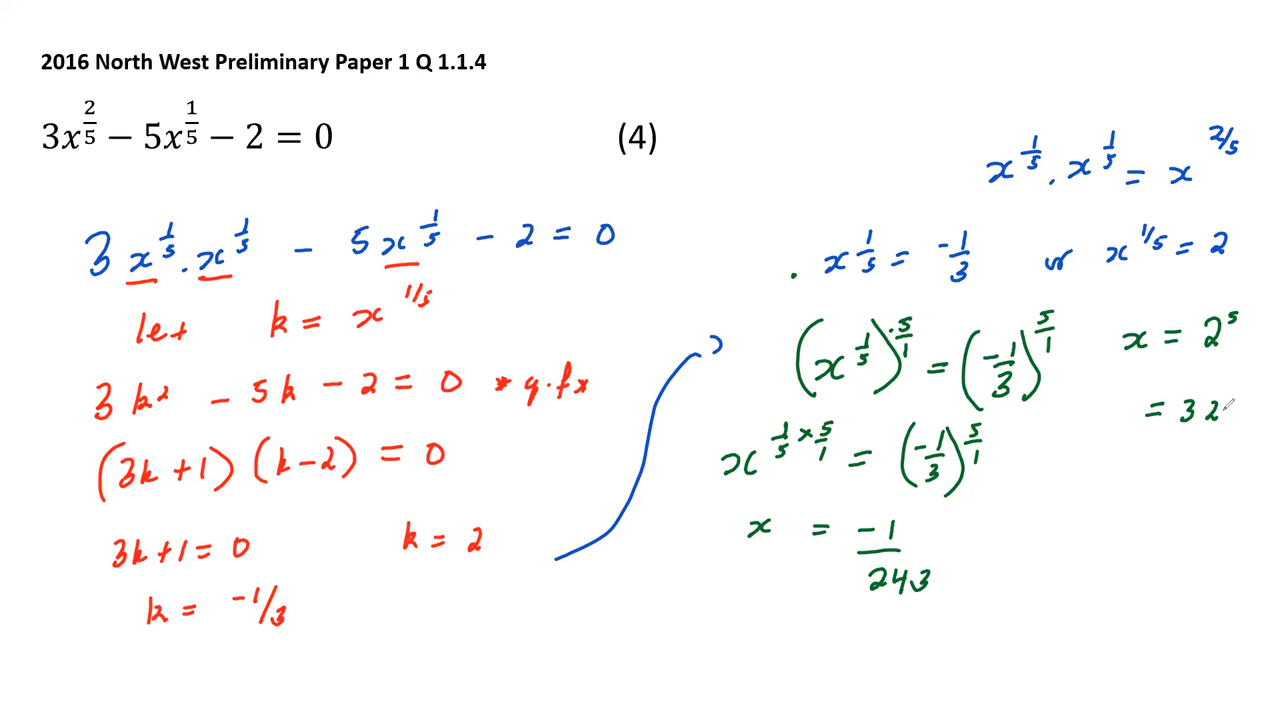 2016 North West Preliminary Paper 1 Q 1.1.4
3x^{2/5} − 5x^{1/5} − 2 = 0 (4)
3x^{1/5}.x^{1/5} - 5x^{1/5} - 2 = 0
let k = x^{1/5}
3k² - 5k - 2 = 0 * q.fx
(3k+1)(k-2) = 0
3k+1 = 0 k = 2
k = -1/3
x^{1/5}.x^{1/5} = x^{2/5}
. x^{1/5} = -1/3 or x^{1/5} = 2
(x^{1/5})^{.5/1} = (-1/3)^{5/1} x = 2^5
= 32
x^{1/5 × 5/1} = (-1/3)^{5/1}
x = -1/243